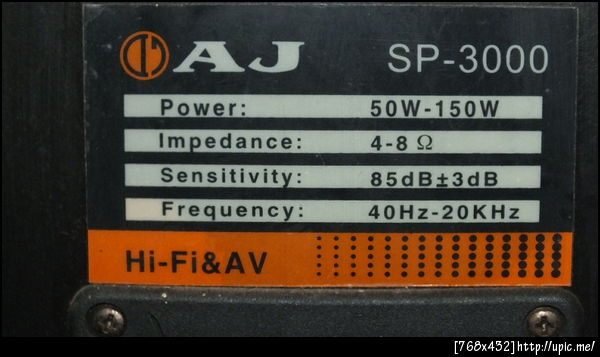 AJ SP-3000
Power: 50W-150W
Impedance: 4-8 Ω
Sensitivity: 85dB±3dB
Frequency: 40Hz-20KHz
Hi-Fi&AV
[768x432]http://upic.me/